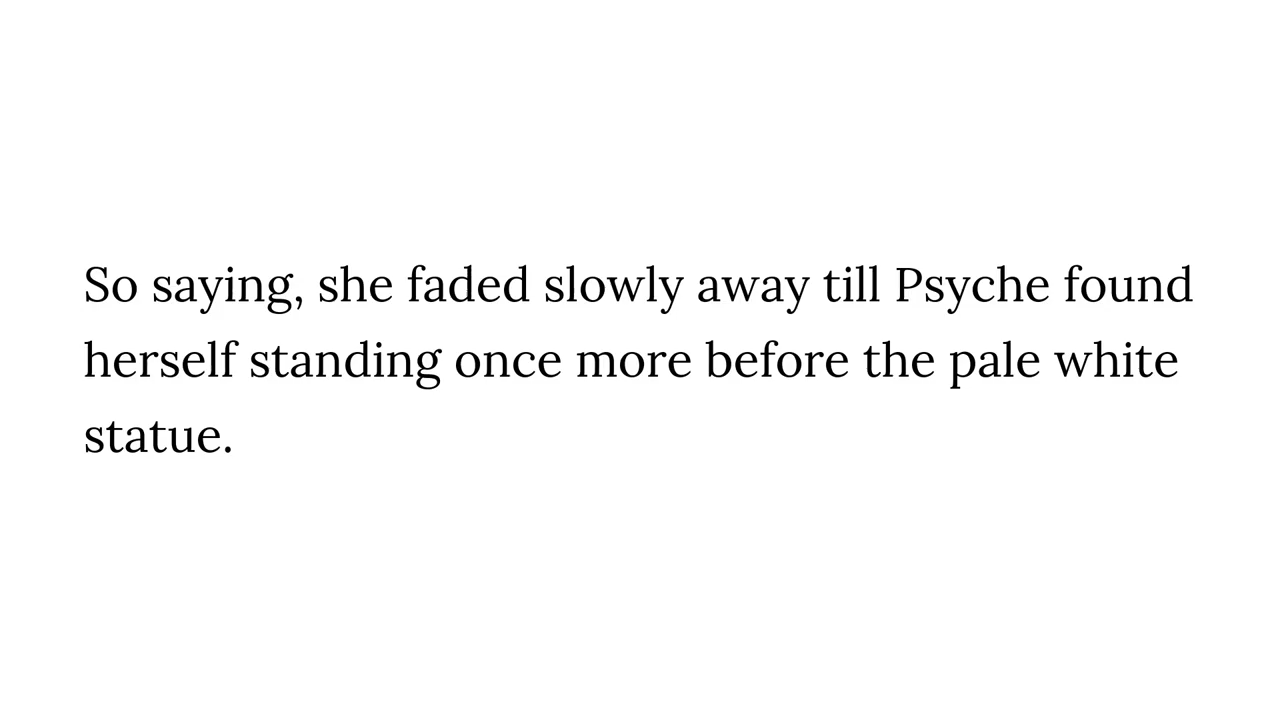 So saying, she faded slowly away till Psyche found
herself standing once more before the pale white
statue.